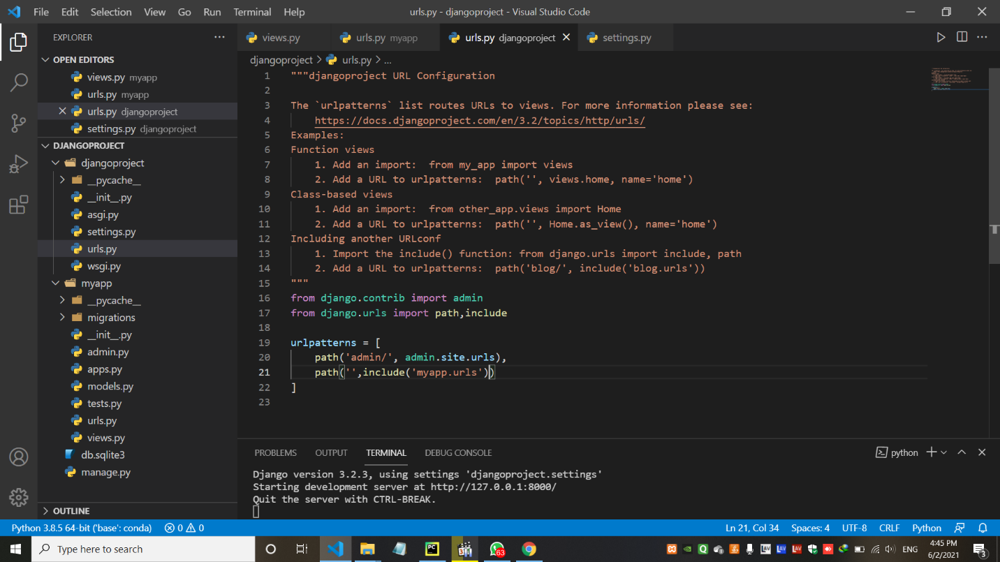 File Edit Selection View Go Run Terminal Help
urls.py - djangoproject - Visual Studio Code
EXPLORER
OPEN EDITORS
views.py myapp
urls.py myapp
urls.py djangoproject
settings.py djangoproject
DJANGOPROJECT
djangoproject
__pycache__
__init__.py
asgi.py
settings.py
urls.py
wsgi.py
myapp
__pycache__
migrations
__init__.py
admin.py
apps.py
models.py
tests.py
urls.py
views.py
db.sqlite3
manage.py
OUTLINE
views.py urls.py myapp urls.py djangoproject settings.py
djangoproject > urls.py > ...
1 """djangoproject URL Configuration
2
3 The `urlpatterns` list routes URLs to views. For more information please see:
4     https://docs.djangoproject.com/en/3.2/topics/http/urls/
5 Examples:
6 Function views
7     1. Add an import:  from my_app import views
8     2. Add a URL to urlpatterns:  path('', views.home, name='home')
9 Class-based views
10     1. Add an import:  from other_app.views import Home
11     2. Add a URL to urlpatterns:  path('', Home.as_view(), name='home')
12 Including another URLconf
13     1. Import the include() function: from django.urls import include, path
14     2. Add a URL to urlpatterns:  path('blog/', include('blog.urls'))
15 """
16 from django.contrib import admin
17 from django.urls import path,include
18
19 urlpatterns = [
20     path('admin/', admin.site.urls),
21     path('',include('myapp.urls'))
22 ]
23
PROBLEMS OUTPUT TERMINAL DEBUG CONSOLE
python
Django version 3.2.3, using settings 'djangoproject.settings'
Starting development server at http://127.0.0.1:8000/
Quit the server with CTRL-BREAK.
Python 3.8.5 64-bit ('base': conda) 0 0
Ln 21, Col 34 Spaces: 4 UTF-8 CRLF Python
Type here to search
PC
63
ENG
4:45 PM
6/2/2021
3